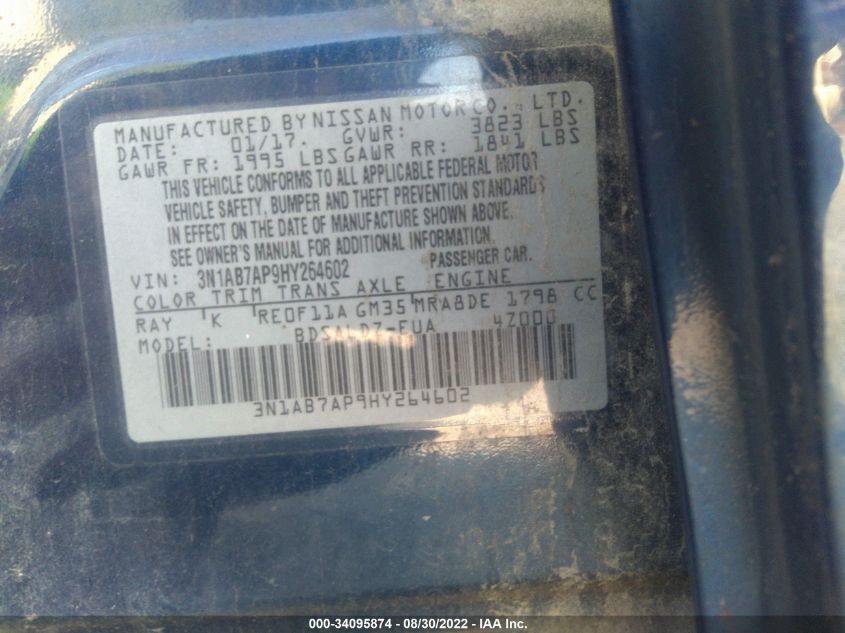 MANUFACTURED BY NISSAN MOTOR CO., LTD.
DATE: 01/17. GVWR: 3823 LBS
GAWR FR: 1995 LBS GAWR RR: 1841 LBS
THIS VEHICLE CONFORMS TO ALL APPLICABLE FEDERAL MOTOR
VEHICLE SAFETY, BUMPER AND THEFT PREVENTION STANDARDS
IN EFFECT ON THE DATE OF MANUFACTURE SHOWN ABOVE.
SEE OWNER'S MANUAL FOR ADDITIONAL INFORMATION.
VIN: 3N1AB7AP9HY264602 PASSENGER CAR.
COLOR TRIM TRANS AXLE ENGINE
RAY K RE0F11A GM35 MRA8DE 1798 CC
MODEL: BDSALDZ-EUA 4Z000
3N1AB7AP9HY264602
000-34095874 / 08/30/2022 - IAA Inc.